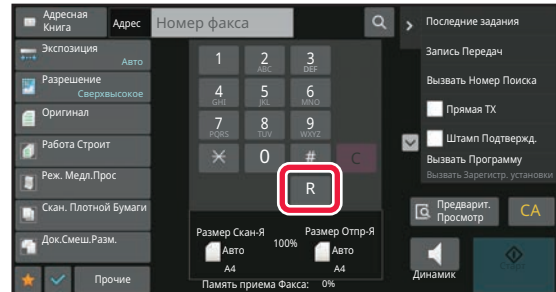 Адресная
Книга
Адрес
Номер факса
Последние задания
Экспозиция
Авто
Разрешение
Сверхвысокое
Оригинал
Работа Строит
Реж. Медл.Прос
Скан. Плотной Бумаги
Док.Смеш.Разм.
Прочие
1
2
ABC
3
DEF
4
GHI
5
JKL
6
MNO
7
PQRS
8
TUV
9
WXYZ
0
#
C
R
Размер Скан-Я
Авто
A4
100%
Размер Отпр-Я
Авто
A4
Память приема Факса: 0%
Запись Передач
Вызвать Номер Поиска
Прямая TX
Штамп Подтвержд.
Вызвать Программу
Вызвать Зарегистр. установки
Предварит.
Просмотр
CA
Динамик
Старт